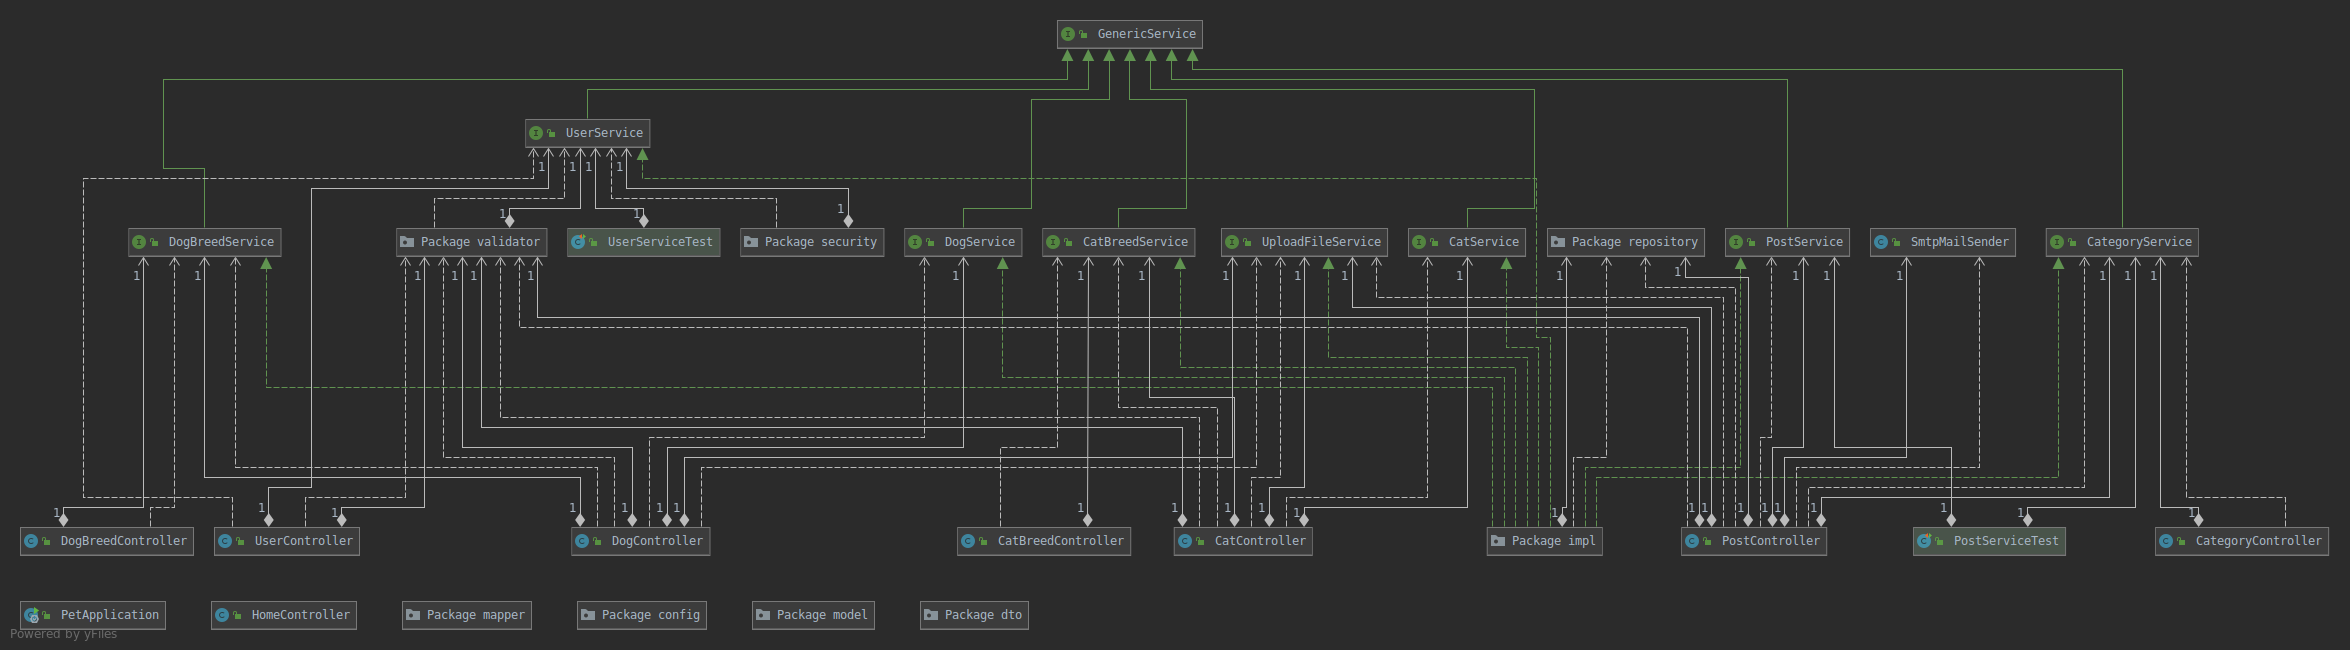 GenericService
UserService
1 1 1 1
1 1 1
DogBreedService Package validator UserServiceTest Package security DogService CatBreedService UploadFileService CatService Package repository PostService SmtpMailSender CategoryService
1 1 1 1 1 1 1 1 1 1 1 1 1 1 1 1 1 1 1 1 1
1 1 1 1 1 1 1 1 1 1 1 1 1 1 1 1 1 1 1 1 1 1
DogBreedController UserController DogController CatBreedController CatController Package impl PostController PostServiceTest CategoryController
PetApplication HomeController Package mapper Package config Package model Package dto
Powered by yFiles